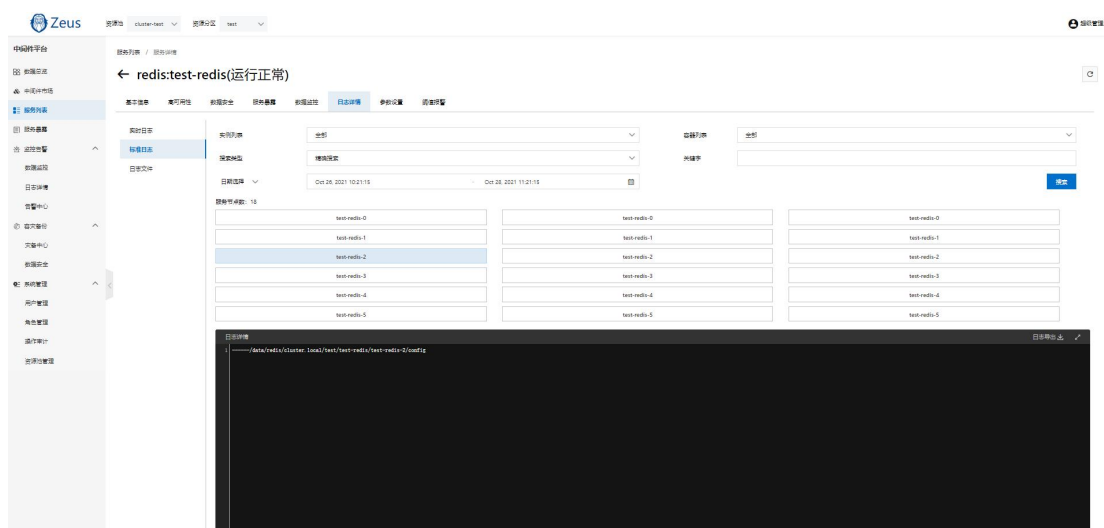 Zeus 资源池 cluster-test 资源分区 test 超级管理
中间件平台
服务列表 / 服务详情
数据总览
← redis:test-redis(运行正常)
中间件市场
服务列表
基本信息 高可用性 数据安全 服务暴露 数据监控 日志详情 参数设置 阈值报警
服务暴露
监控告警
数据监控
日志详情
告警中心
容灾备份
灾备中心
数据安全
系统管理
用户管理
角色管理
操作审计
资源池管理
实时日志
标准日志
日志文件
实例列表 全部 容器列表 全部
搜索类型 精确搜索 关键字
日期选择 Oct 26, 2021 10:21:15 - Oct 28, 2021 11:21:15 搜索
服务节点数: 18
test-redis-0 test-redis-0 test-redis-0
test-redis-1 test-redis-1 test-redis-1
test-redis-2 test-redis-2 test-redis-2
test-redis-3 test-redis-3 test-redis-3
test-redis-4 test-redis-4 test-redis-4
test-redis-5 test-redis-5 test-redis-5
日志详情 日志导出
1 ————/data/redis/cluster.local/test/test-redis/test-redis-2/config